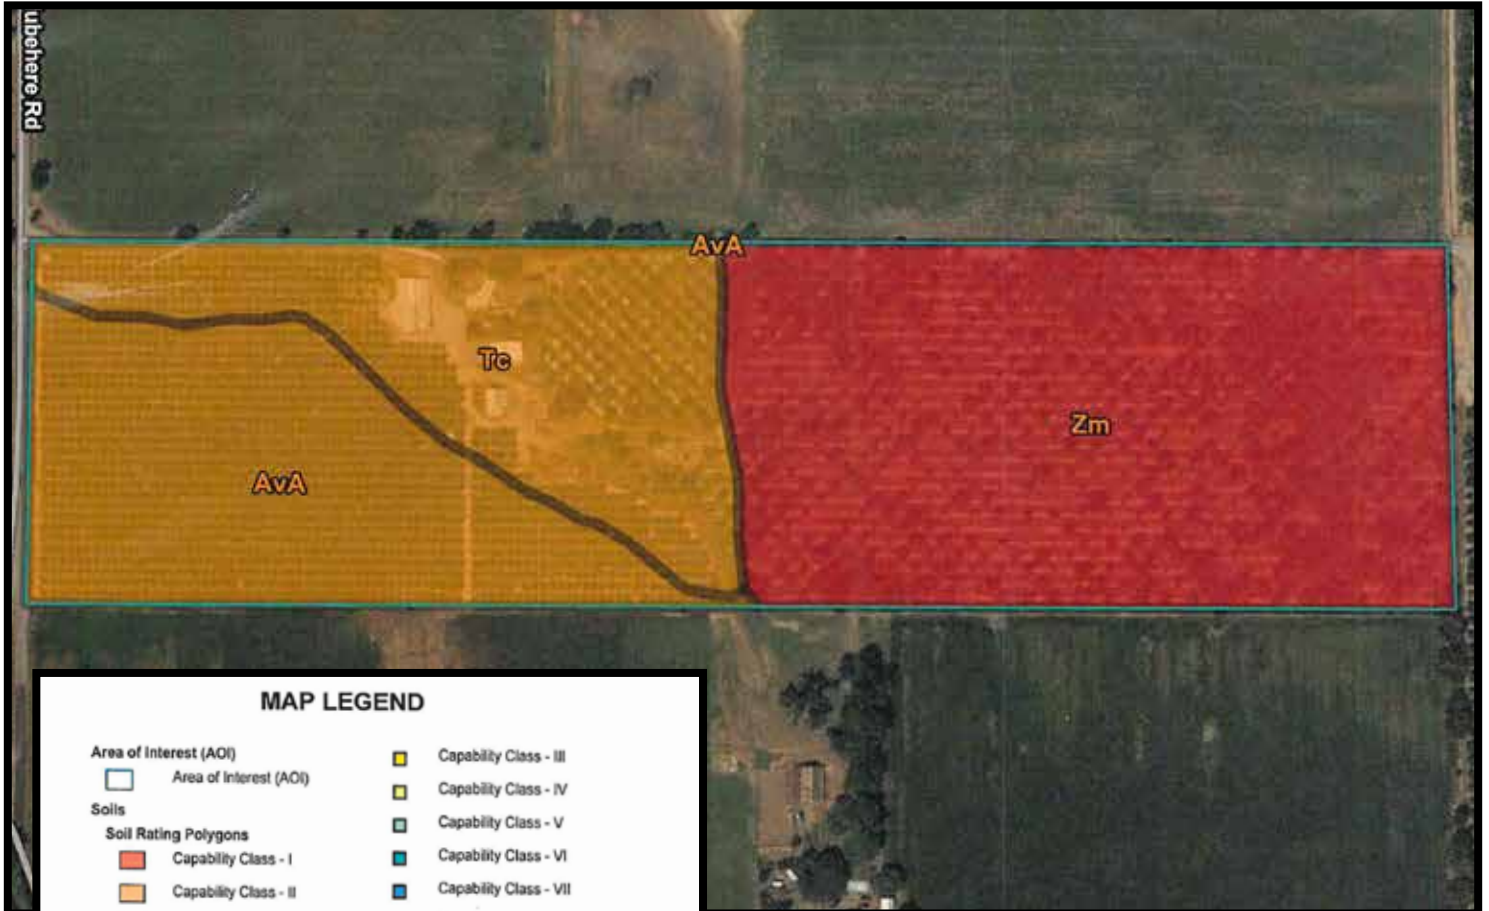 ubehere Rd
AvA
Tc
Zm
AvA
MAP LEGEND
Area of Interest (AOI)
Area of Interest (AOI)
Soils
Soil Rating Polygons
Capability Class - I
Capability Class - II
Capability Class - III
Capability Class - IV
Capability Class - V
Capability Class - VI
Capability Class - VII